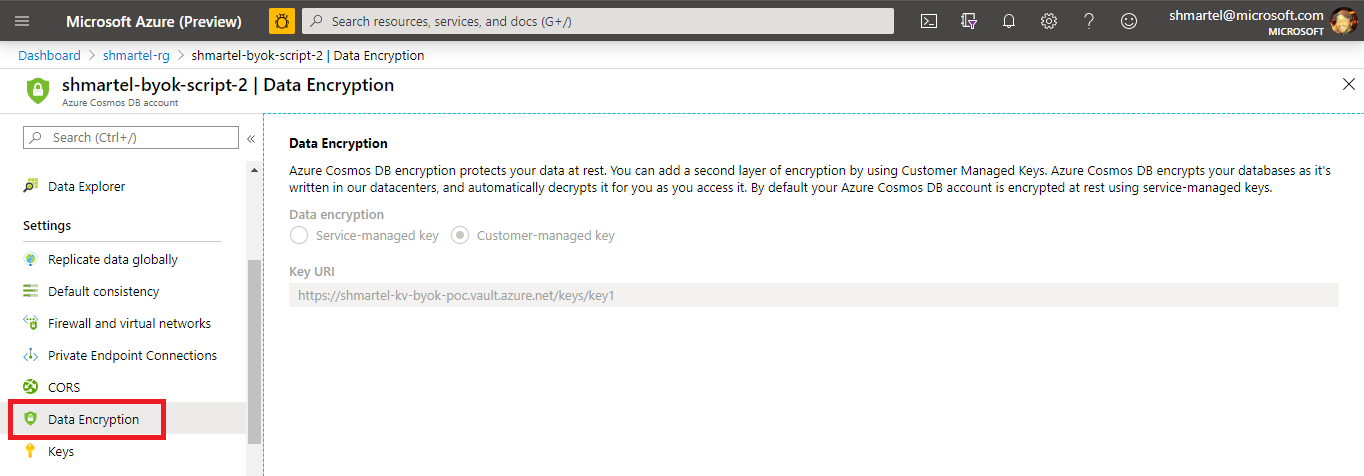 Microsoft Azure (Preview)
Search resources, services, and docs (G+/)
shmartel@microsoft.com
MICROSOFT
Dashboard > shmartel-rg > shmartel-byok-script-2 | Data Encryption
shmartel-byok-script-2 | Data Encryption
Azure Cosmos DB account
Search (Ctrl+/)
Data Explorer
Settings
Replicate data globally
Default consistency
Firewall and virtual networks
Private Endpoint Connections
CORS
Data Encryption
Keys
Data Encryption
Azure Cosmos DB encryption protects your data at rest. You can add a second layer of encryption by using Customer Managed Keys. Azure Cosmos DB encrypts your databases as it's
written in our datacenters, and automatically decrypts it for you as you access it. By default your Azure Cosmos DB account is encrypted at rest using service-managed keys.
Data encryption
Service-managed key
Customer-managed key
Key URI
https://shmartel-kv-byok-poc.vault.azure.net/keys/key1